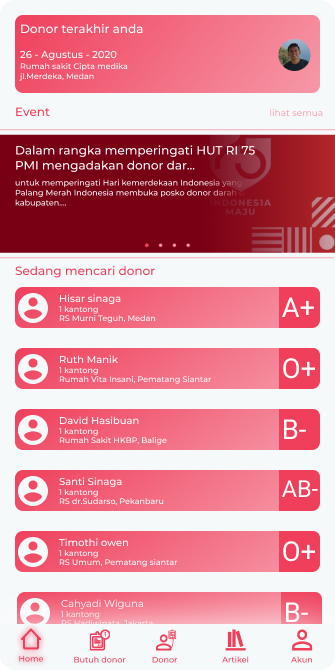 Donor terakhir anda
26 - Agustus - 2020
Rumah sakit Cipta medika
jl.Merdeka, Medan
Event
lihat semua
Dalam rangka memperingati HUT RI 75
PMI mengadakan donor dar...
untuk memperingati Hari kemerdekaan Indonesia yang
Palang Merah Indonesia membuka posko donor darah di
kabupaten....
INDONESIA
MAJU
Sedang mencari donor
Hisar sinaga
1 kantong
RS Murni Teguh, Medan
A+
Ruth Manik
1 kantong
Rumah Vita Insani, Pematang Siantar
O+
David Hasibuan
1 kantong
Rumah Sakit HKBP, Balige
B-
Santi Sinaga
1 kantong
RS dr.Sudarso, Pekanbaru
AB-
Timothi owen
1 kantong
RS Umum, Pematang siantar
O+
Cahyadi Wiguna
1 kantong
RS Hadiwinata, Jakarta
B-
Home
Butuh donor
Donor
Artikel
Akun